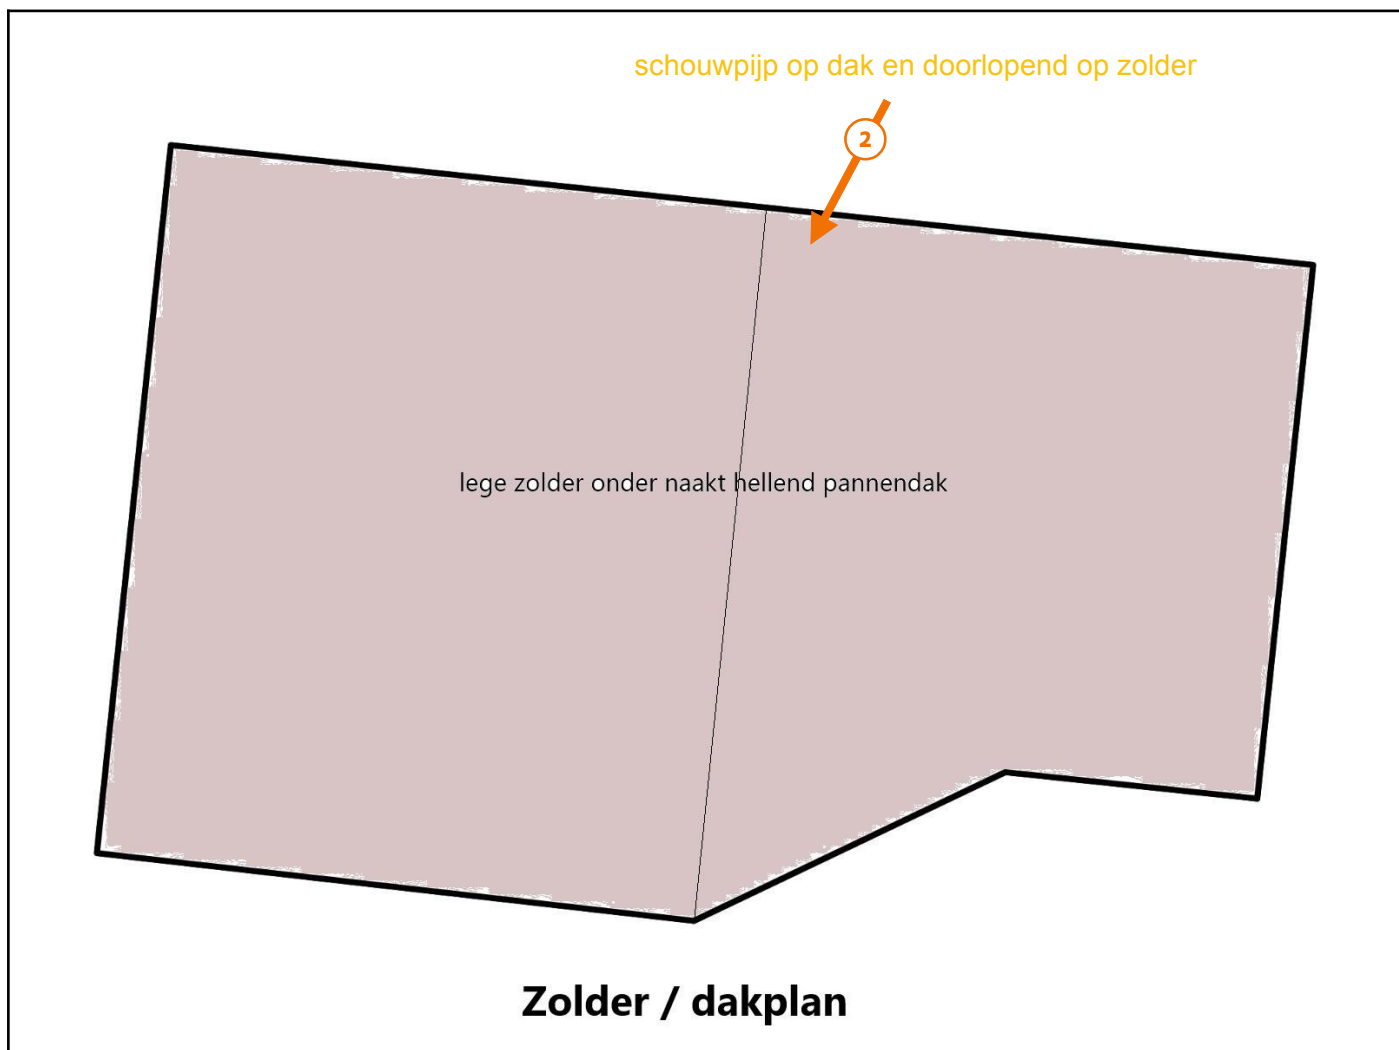 schouwpijp op dak en doorlopend op zolder
2
lege zolder onder naakt hellend pannendak
Zolder / dakplan